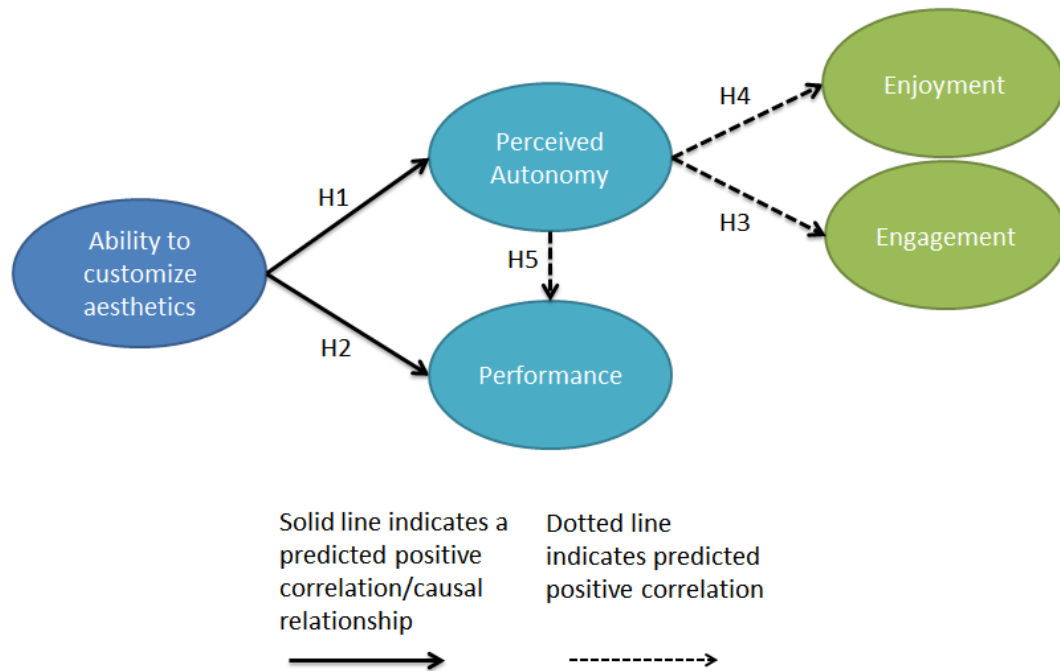 Enjoyment
H4
Perceived
Autonomy
H1
H3
Ability to
customize
aesthetics
Engagement
H5
H2
Performance
Solid line indicates a
predicted positive
correlation/causal
relationship
Dotted line
indicates predicted
positive correlation